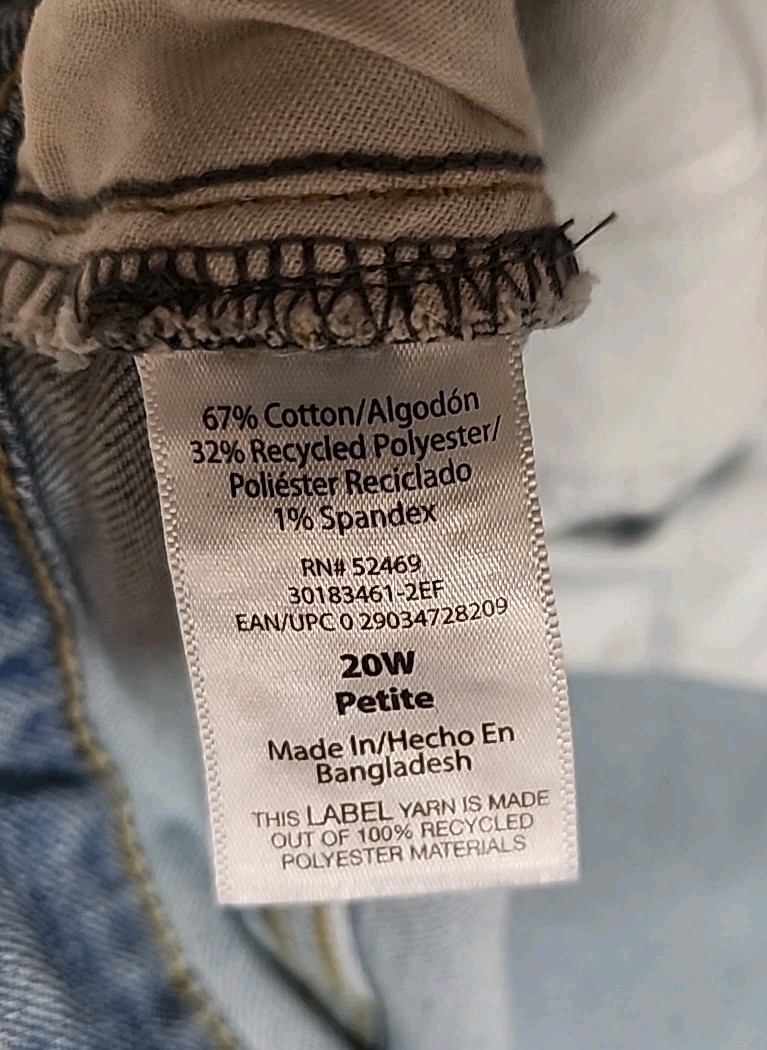 67% Cotton/Algodón
32% Recycled Polyester/
Poliéster Reciclado
1% Spandex
RN# 52469
30183461-2EF
EAN/UPC 0 29034728209
20W
Petite
Made In/Hecho En
Bangladesh
THIS LABEL YARN IS MADE
OUT OF 100% RECYCLED
POLYESTER MATERIALS